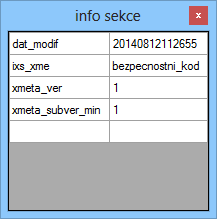 info sekce
x
dat_modif 20140812112655
ixs_xme bezpecnostni_kod
xmeta_ver 1
xmeta_subver_min 1